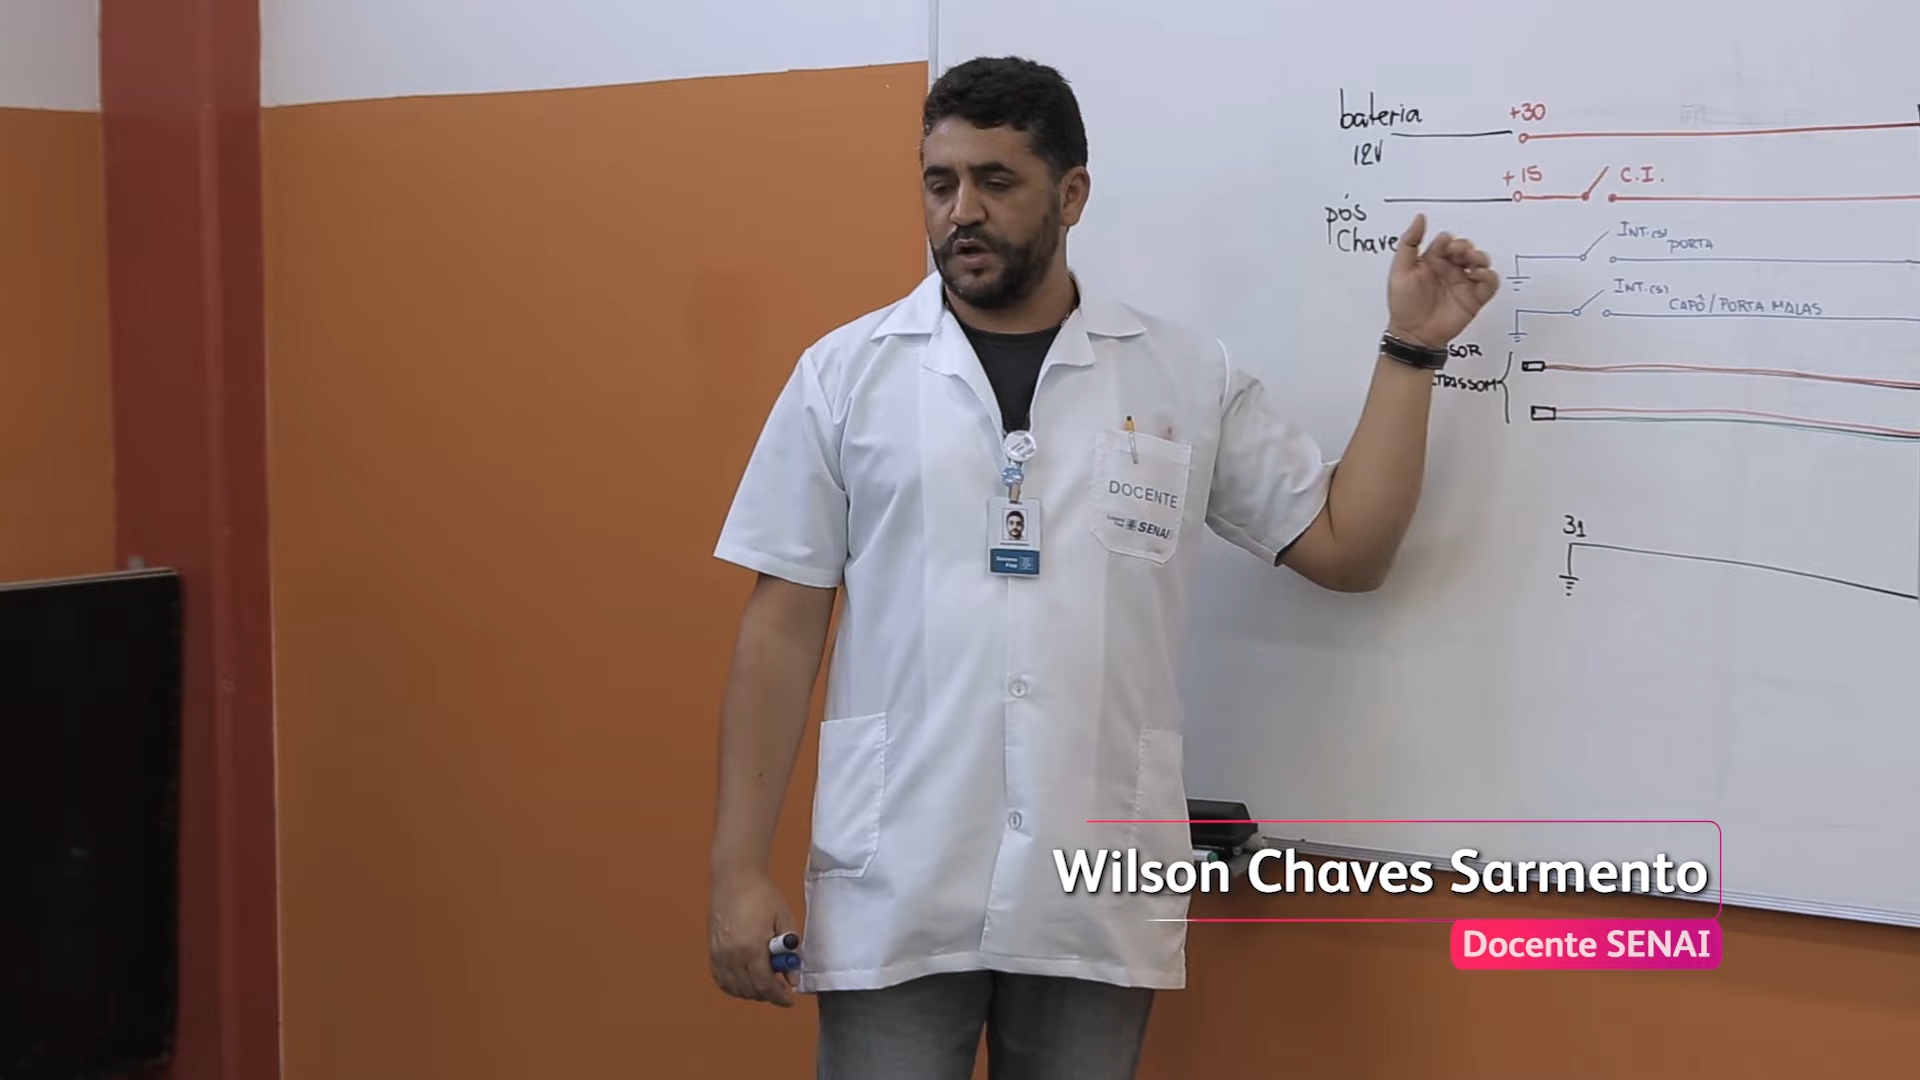 bateria
12V
+30
pós
Chave
+15
C.I.
INT.(S)
PORTA
INT.(S)
CAPÔ/PORTA MALAS
31
DOCENTE
SENAI
Wilson Chaves Sarmento
Docente SENAI